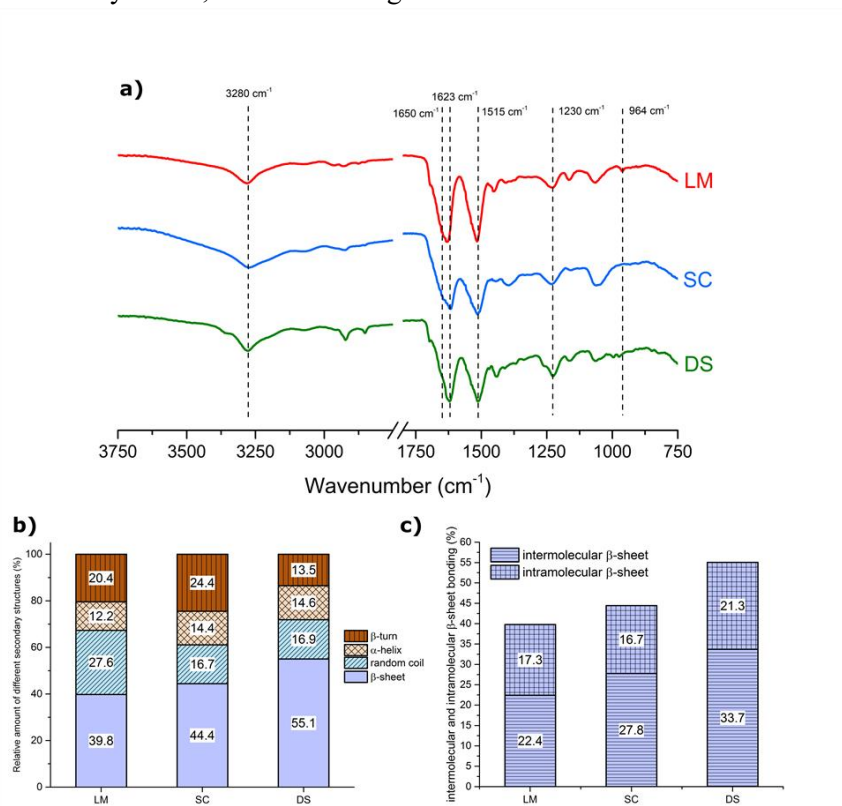 a)
3280 cm⁻¹
1623 cm⁻¹
1650 cm⁻¹
1515 cm⁻¹
1230 cm⁻¹
964 cm⁻¹
LM
SC
DS
3750 3500 3250 3000 1750 1500 1250 1000 750
Wavenumber (cm⁻¹)
b)
Relative amount of different secondary structures (%)
100
80
60
40
20
0
20.4
12.2
27.6
39.8
24.4
14.4
16.7
44.4
13.5
14.6
16.9
55.1
LM SC DS
β-turn
α-helix
random coil
β-sheet
c)
intermolecular and intramolecular β-sheet bonding (%)
60
55
50
45
40
35
30
25
20
15
10
5
0
intermolecular β-sheet
intramolecular β-sheet
17.3
22.4
16.7
27.8
21.3
33.7
LM SC DS